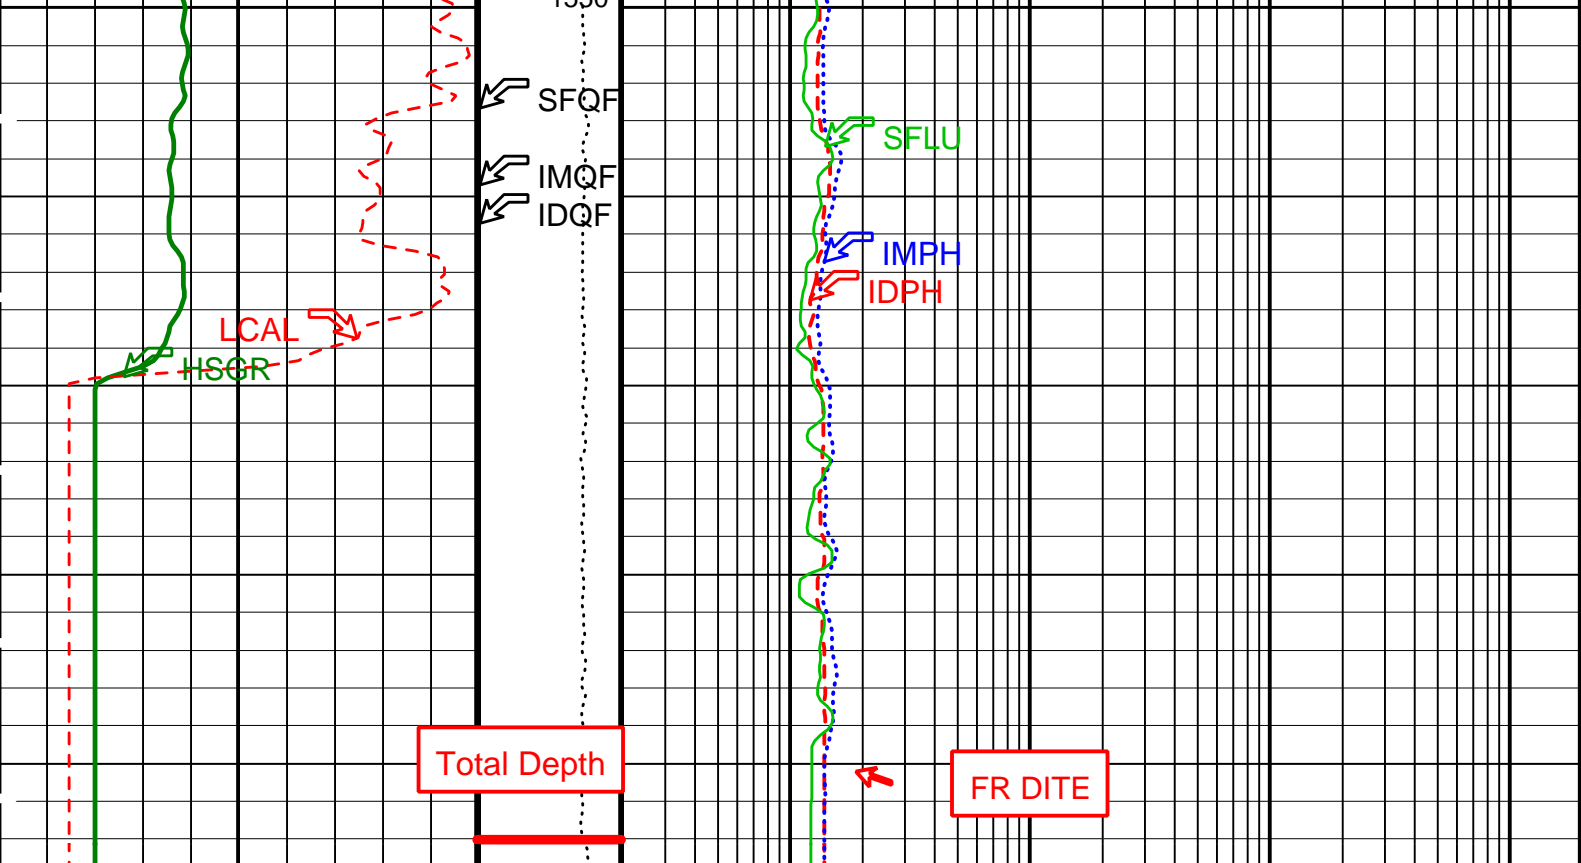 SFQF
SFLU
IMQF
IDQF
IMPH
IDPH
LCAL
HSGR
Total Depth
FR DITE